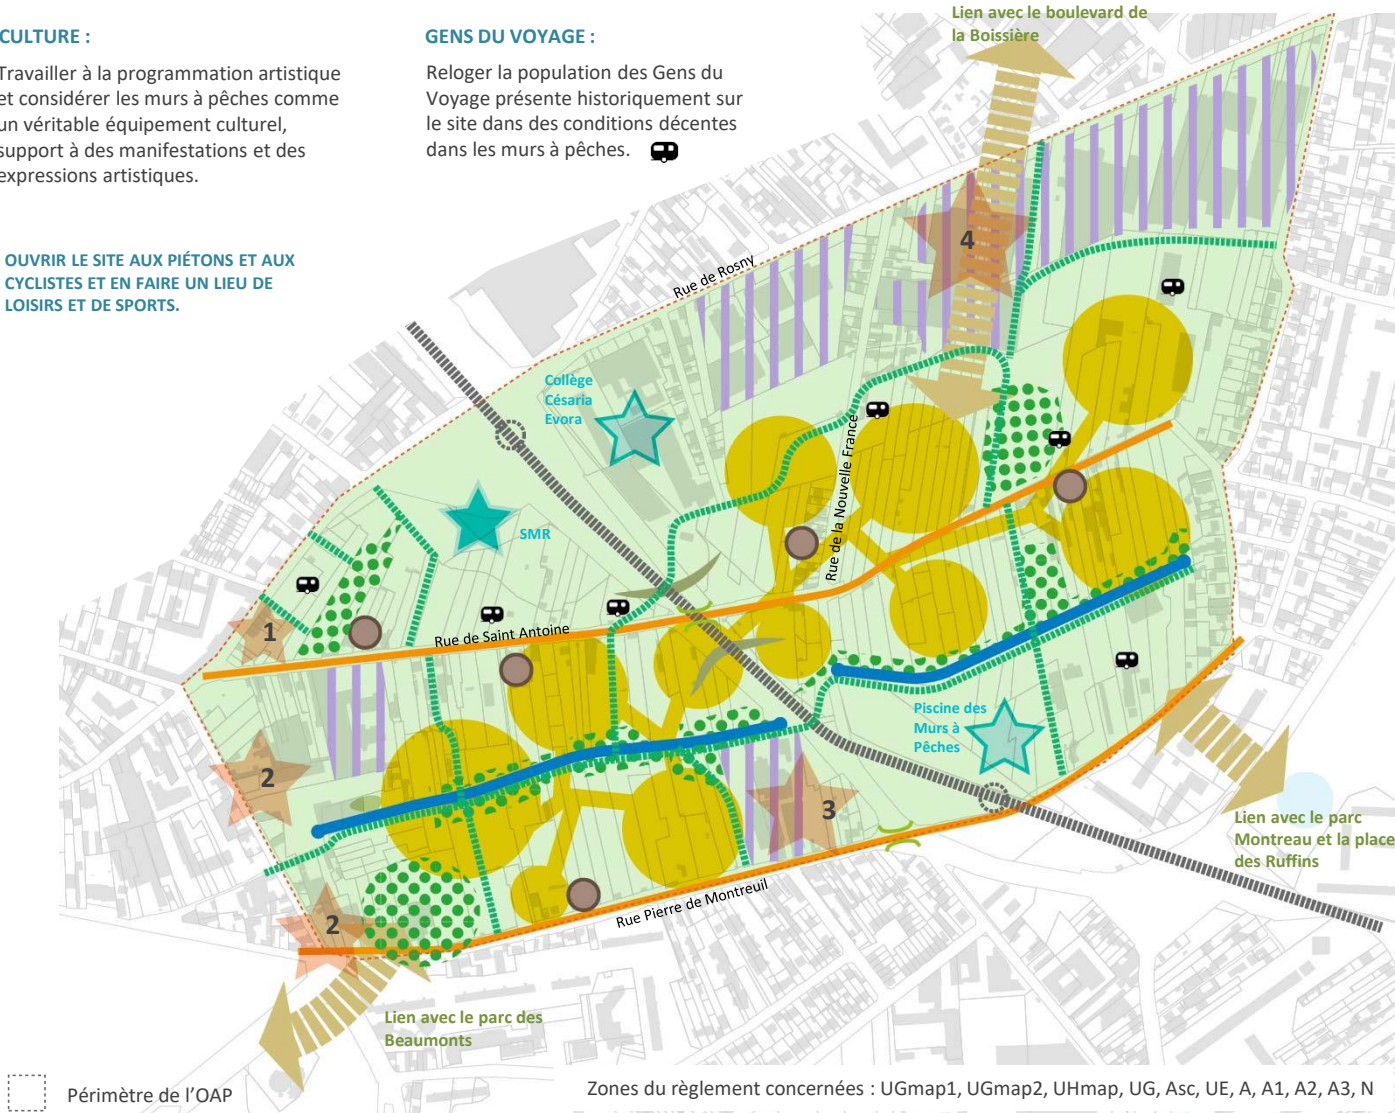 CULTURE :
Travailler à la programmation artistique
et considérer les murs à pêches comme
un véritable équipement culturel,
support à des manifestations et des
expressions artistiques.
GENS DU VOYAGE :
Reloger la population des Gens du
Voyage présente historiquement sur
le site dans des conditions décentes
dans les murs à pêches.
OUVRIR LE SITE AUX PIÉTONS ET AUX
CYCLISTES ET EN FAIRE UN LIEU DE
LOISIRS ET DE SPORTS.
Lien avec le boulevard de
la Boissière
4
Rue de Rosny
Collège
Césaria
Evora
Rue de la Nouvelle France
SMR
1
Rue de Saint Antoine
Piscine des
Murs à
Pêches
2
3
Lien avec le parc
Montreau et la place
des Ruffins
Rue Pierre de Montreuil
2
Lien avec le parc des
Beaumonts
Périmètre de l'OAP
Zones du règlement concernées : UGmap1, UGmap2, UHmap, UG, Asc, UE, A, A1, A2, A3, N